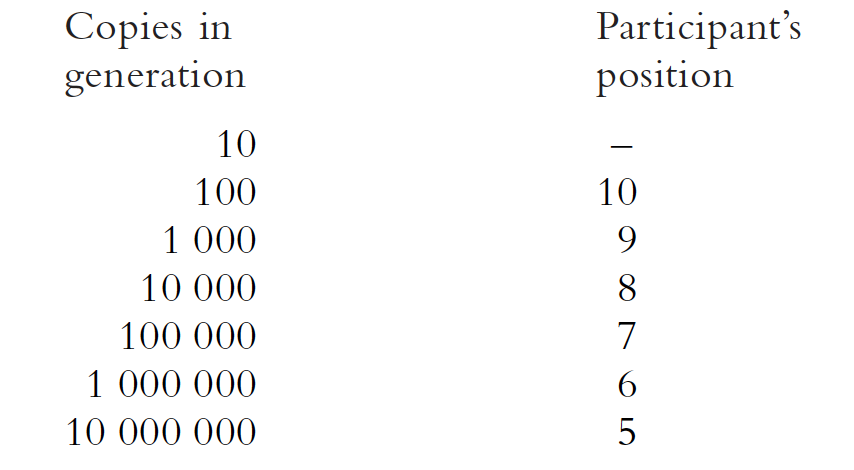 Copies in Participant’s
generation position
10 –
100 10
1 000 9
10 000 8
100 000 7
1 000 000 6
10 000 000 5